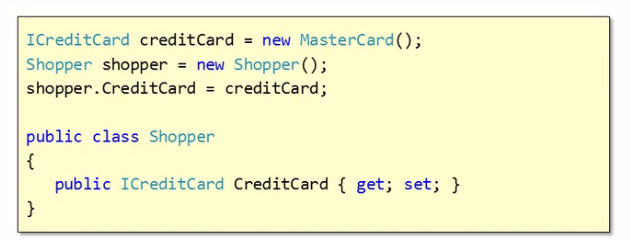 ICreditCard creditCard = new MasterCard();
Shopper shopper = new Shopper();
shopper.CreditCard = creditCard;

public class Shopper
{
   public ICreditCard CreditCard { get; set; }
}